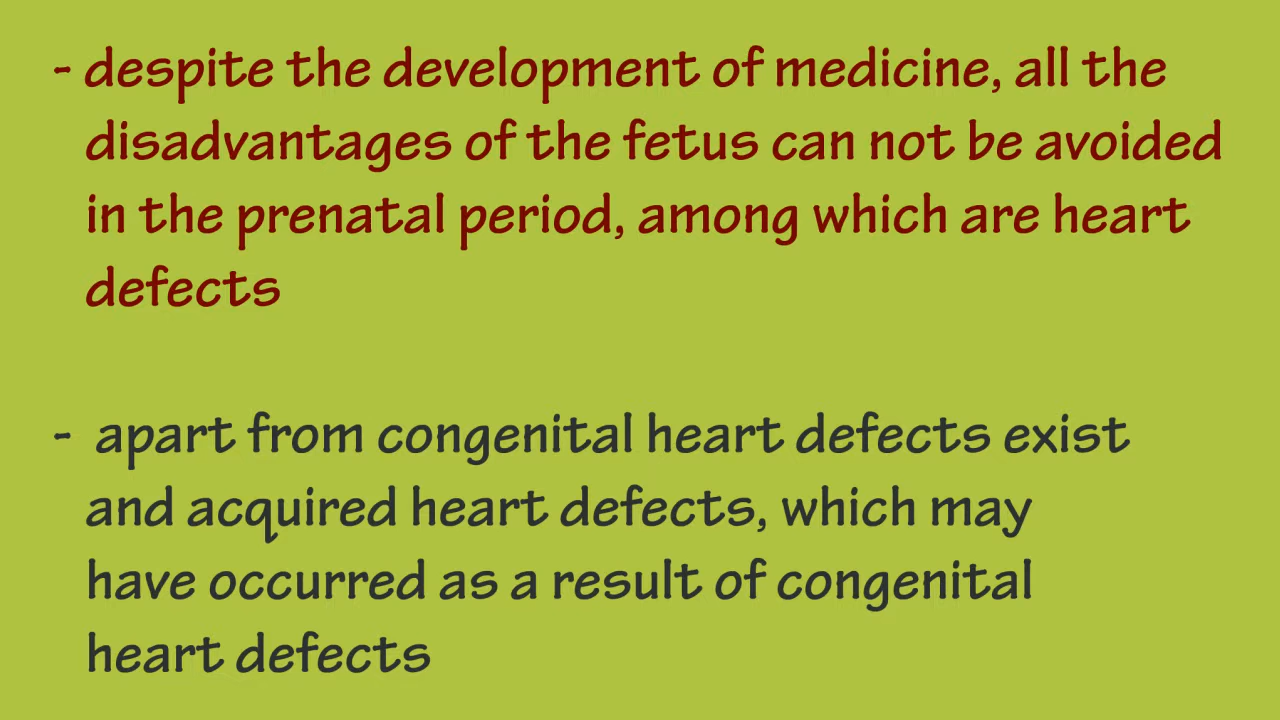 - despite the development of medicine, all the
disadvantages of the fetus can not be avoided
in the prenatal period, among which are heart
defects
- apart from congenital heart defects exist
and acquired heart defects, which may
have occurred as a result of congenital
heart defects